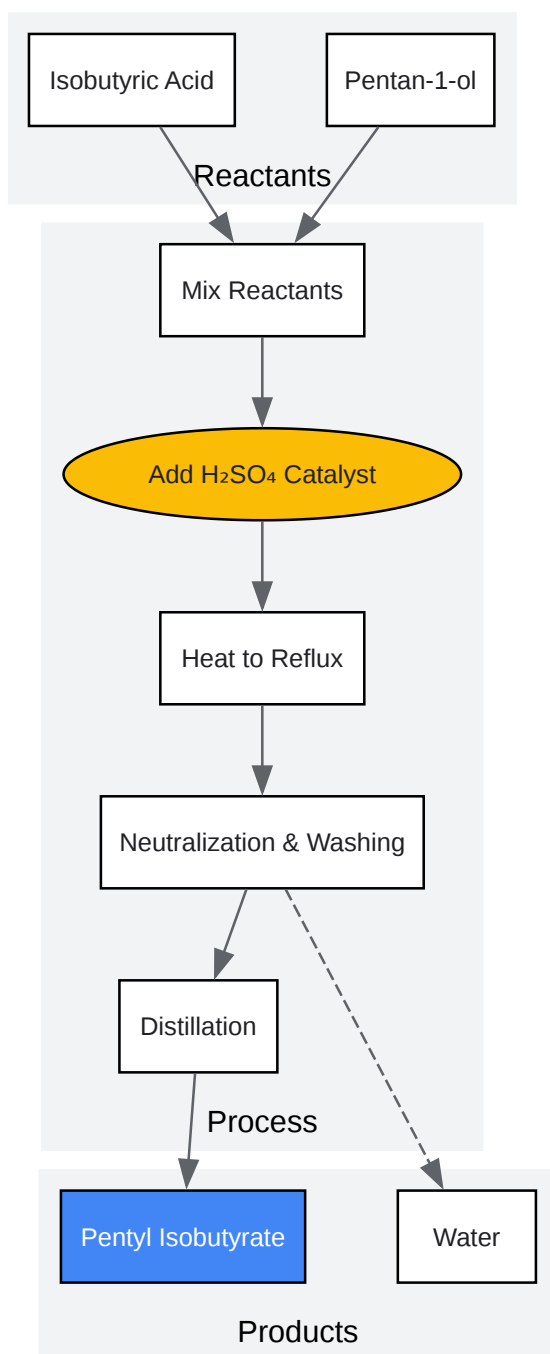 Isobutyric Acid
Pentan-1-ol
Reactants
Mix Reactants
Add H₂SO₄ Catalyst
Heat to Reflux
Neutralization & Washing
Distillation
Process
Pentyl Isobutyrate
Water
Products